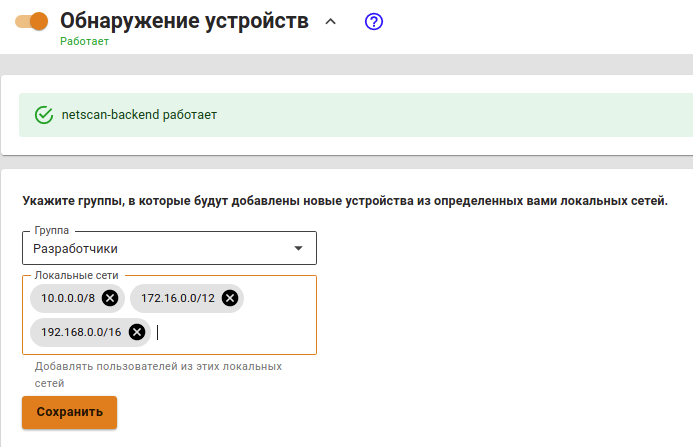 Обнаружение устройств
Работает
netscan-backend работает
Укажите группы, в которые будут добавлены новые устройства из определенных вами локальных сетей.
Группа
Разработчики
Локальные сети
10.0.0.0/8 172.16.0.0/12
192.168.0.0/16
Добавлять пользователей из этих локальных
сетей
Сохранить